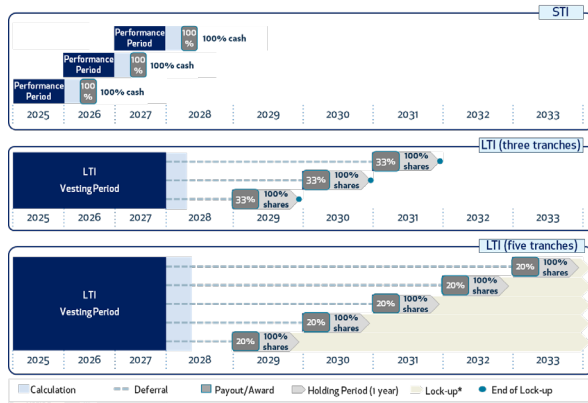 STI
Performance
Period
100
%
100% cash
Performance
Period
100
%
100% cash
Performance
Period
100
%
100% cash
2025 2026 2027 2028 2029 2030 2031 2032 2033
LTI (three tranches)
LTI
Vesting Period
33% 100%
shares
33% 100%
shares
33% 100%
shares
2025 2026 2027 2028 2029 2030 2031 2032 2033
LTI (five tranches)
LTI
Vesting Period
20% 100%
shares
20% 100%
shares
20% 100%
shares
20% 100%
shares
20% 100%
shares
2025 2026 2027 2028 2029 2030 2031 2032 2033
Calculation Deferral Payout/Award Holding Period (1 year) Lock-up* End of Lock-up